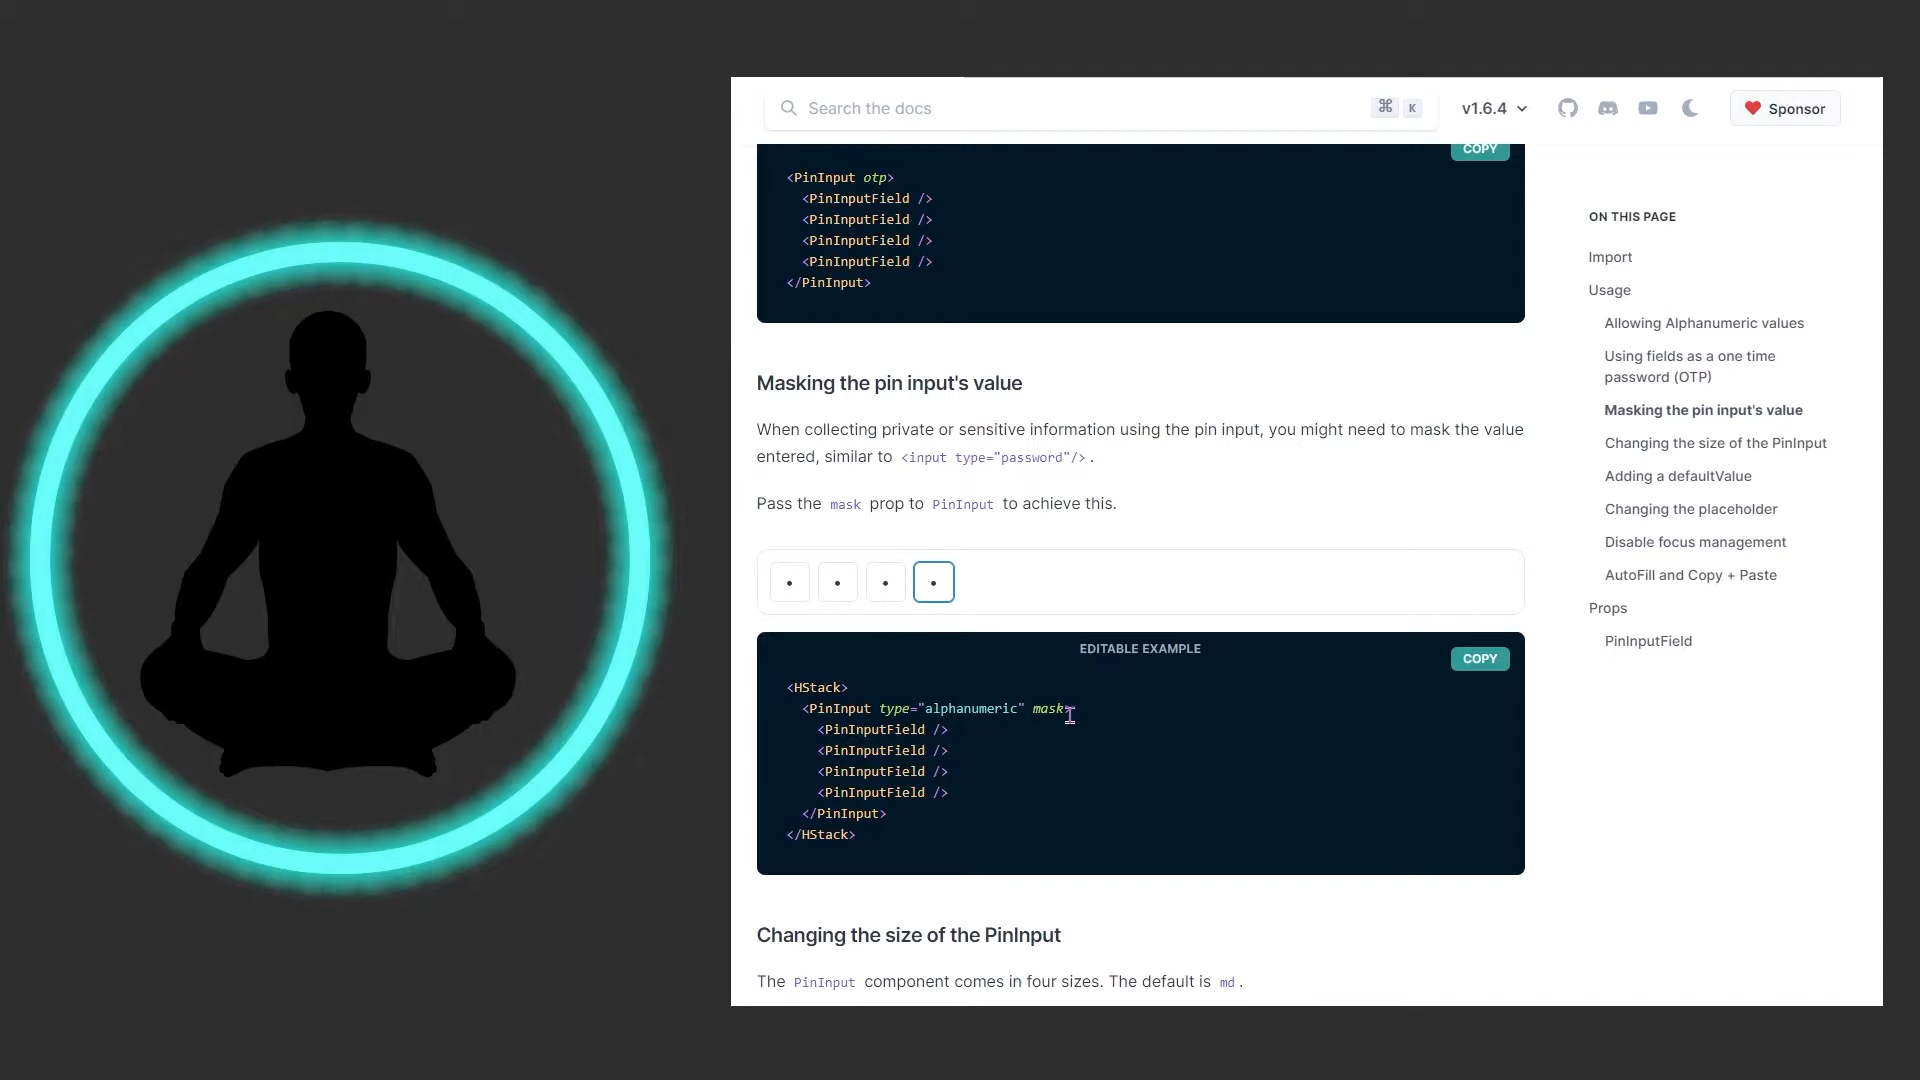 Search the docs
⌘ K
v1.6.4
Sponsor
COPY
<PinInput otp>
<PinInputField />
<PinInputField />
<PinInputField />
<PinInputField />
</PinInput>
Masking the pin input's value
When collecting private or sensitive information using the pin input, you might need to mask the value
entered, similar to <input type="password"/>.
Pass the mask prop to PinInput to achieve this.
EDITABLE EXAMPLE
COPY
<HStack>
<PinInput type="alphanumeric" mask>
<PinInputField />
<PinInputField />
<PinInputField />
<PinInputField />
</PinInput>
</HStack>
Changing the size of the PinInput
The PinInput component comes in four sizes. The default is md.
ON THIS PAGE
Import
Usage
Allowing Alphanumeric values
Using fields as a one time
password (OTP)
Masking the pin input's value
Changing the size of the PinInput
Adding a defaultValue
Changing the placeholder
Disable focus management
AutoFill and Copy + Paste
Props
PinInputField